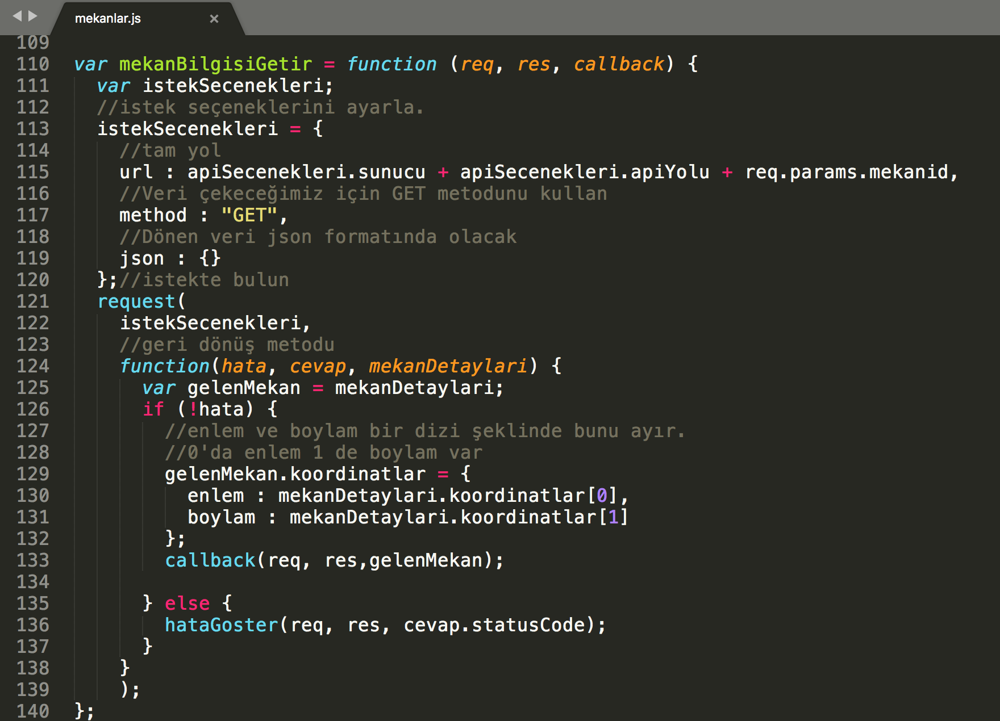 mekanlar.js ×
109
110 var mekanBilgisiGetir = function (req, res, callback) {
111   var istekSecenekleri;
112   //istek seçeneklerini ayarla.
113   istekSecenekleri = {
114     //tam yol
115     url : apiSecenekleri.sunucu + apiSecenekleri.apiYolu + req.params.mekanid,
116     //Veri çekeceğimiz için GET metodunu kullan
117     method : "GET",
118     //Dönen veri json formatında olacak
119     json : {}
120   };//istekte bulun
121   request(
122     istekSecenekleri,
123     //geri dönüş metodu
124     function(hata, cevap, mekanDetaylari) {
125       var gelenMekan = mekanDetaylari;
126       if (!hata) {
127         //enlem ve boylam bir dizi şeklinde bunu ayır.
128         //0'da enlem 1 de boylam var
129         gelenMekan.koordinatlar = {
130           enlem : mekanDetaylari.koordinatlar[0],
131           boylam : mekanDetaylari.koordinatlar[1]
132         };
133         callback(req, res,gelenMekan);
134
135       } else {
136         hataGoster(req, res, cevap.statusCode);
137       }
138     }
139     );
140 };